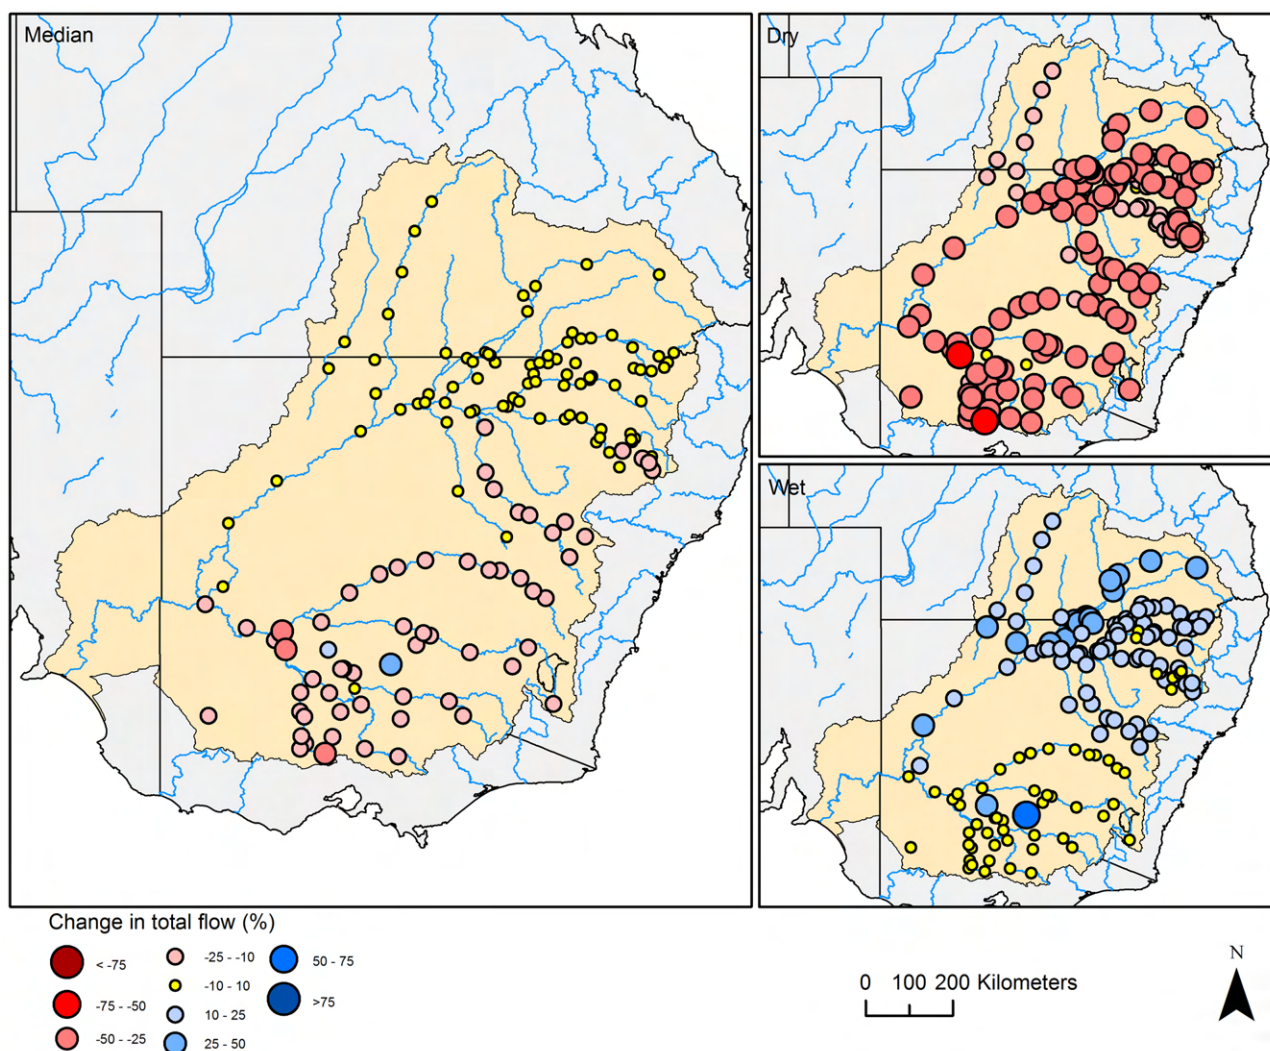 Median
Dry
Wet
Change in total flow (%)
< -75
-75 - -50
-50 - -25
-25 - -10
-10 - 10
10 - 25
25 - 50
50 - 75
>75
0 100 200 Kilometers
N